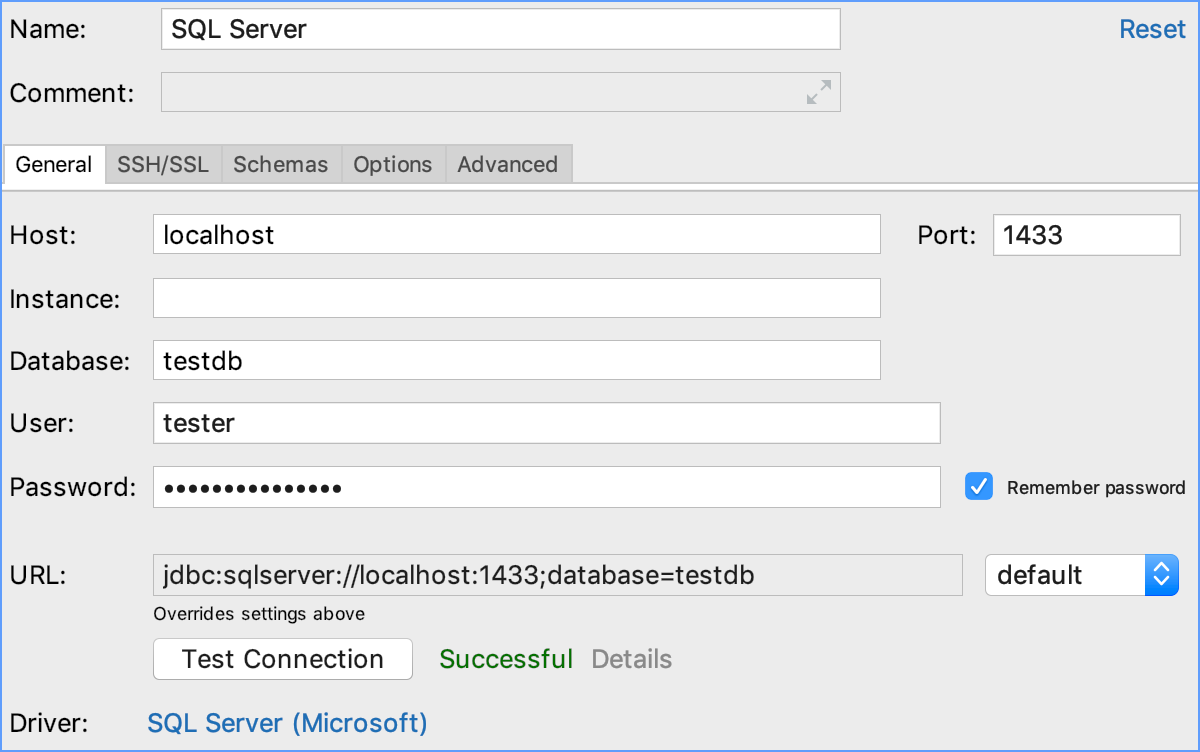 Name: SQL Server Reset
Comment:
General SSH/SSL Schemas Options Advanced
Host: localhost Port: 1433
Instance:
Database: testdb
User: tester
Password: ••••••••••••••• Remember password
URL: jdbc:sqlserver://localhost:1433;database=testdb default
Overrides settings above
Test Connection Successful Details
Driver: SQL Server (Microsoft)